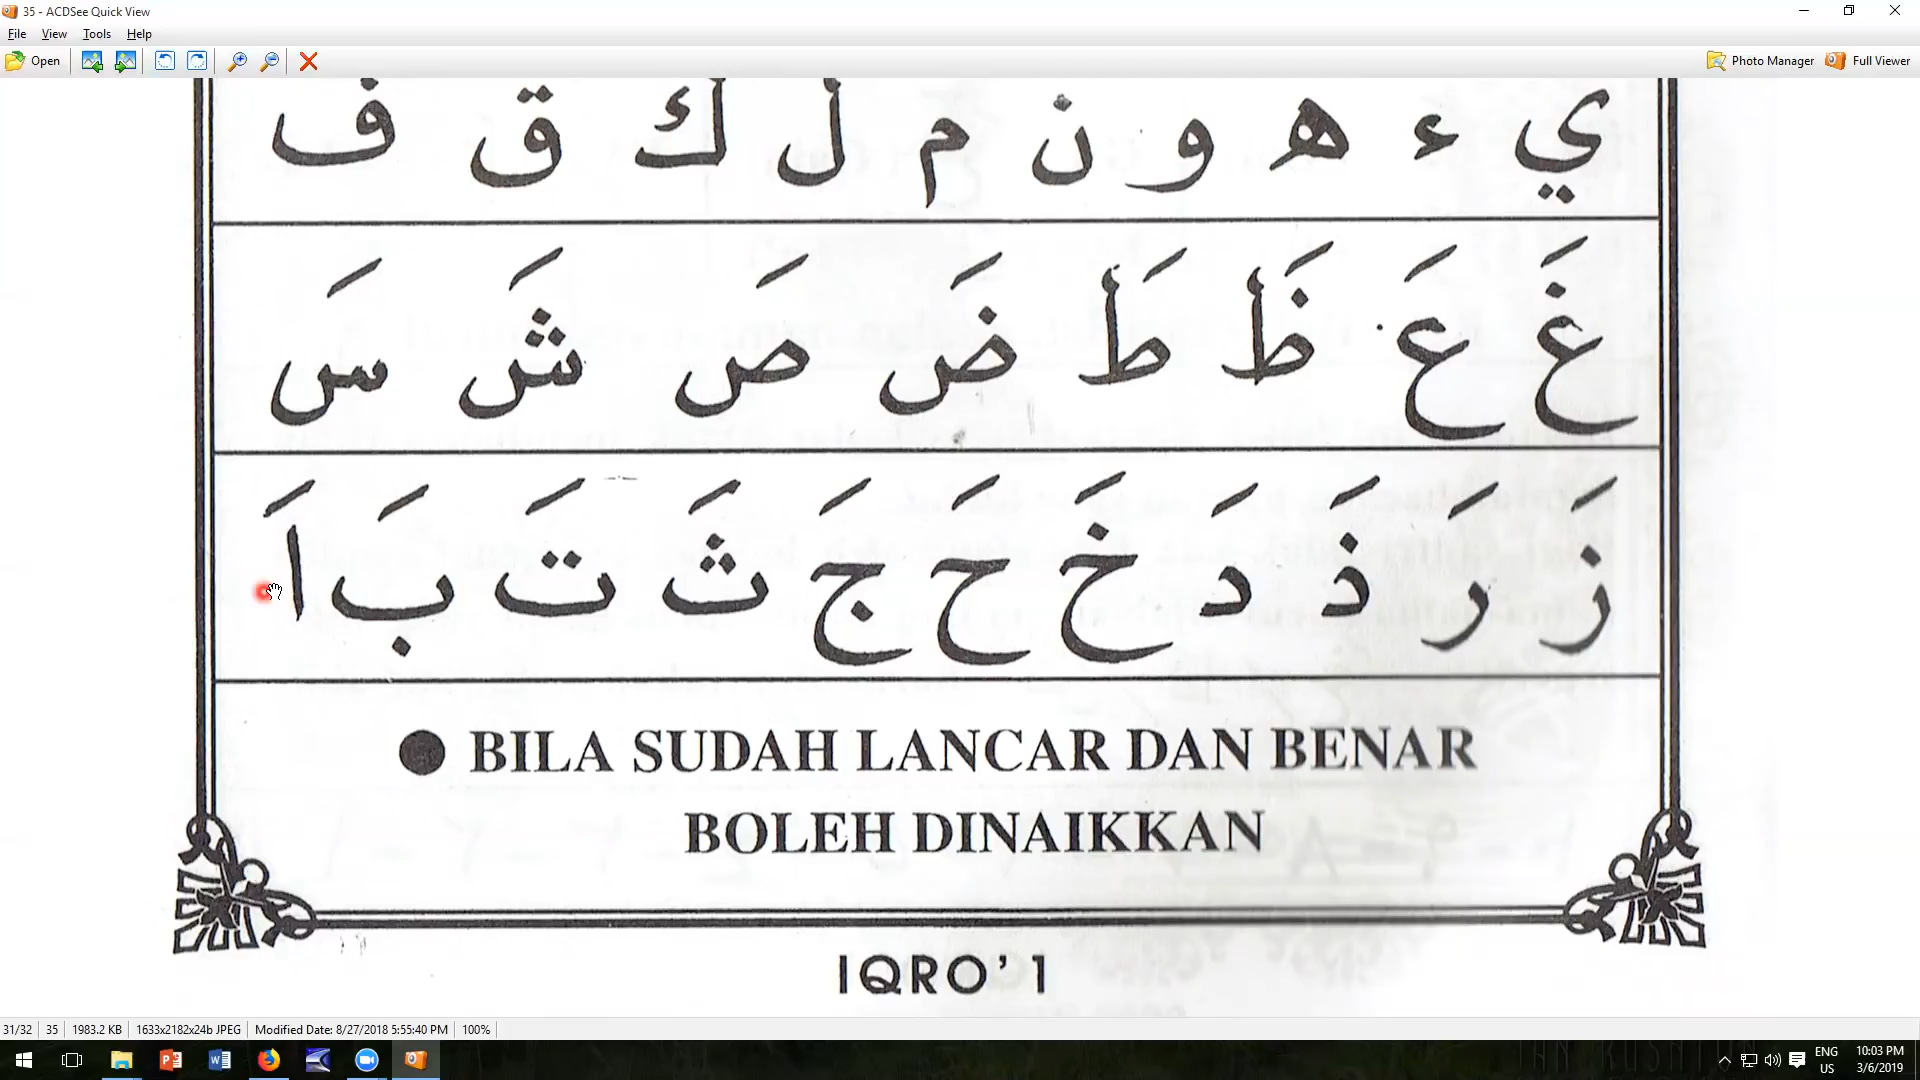 35 - ACDSee Quick View
File View Tools Help
Open Photo Manager Full Viewer
ي ء ه و ن م ل ك ق ف
غَ عَ ظَ طَ ضَ صَ شَ سَ
زَ رَ ذَ دَ خَ حَ جَ ثَ تَ بَ اَ
● BILA SUDAH LANCAR DAN BENAR
BOLEH DINAIKKAN
IQRO' 1
31/32 35 1983.2 KB 1633x2182x24b JPEG Modified Date: 8/27/2018 5:55:40 PM 100%
ENG 10:03 PM
US 3/6/2019